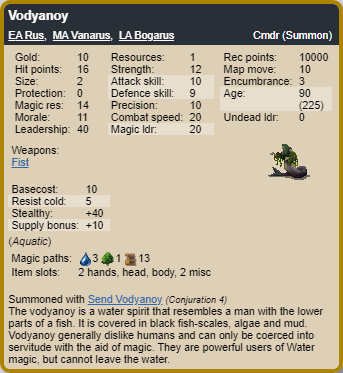 Vodyanoy
EA Rus, MA Vanarus, LA Bogarus Cmdr (Summon)
Gold: 10 Resources: 1 Rec points: 10000
Hit points: 16 Strength: 12 Map move: 10
Size: 2 Attack skill: 10 Encumbrance: 3
Protection: 0 Defence skill: 9 Age: 90
Magic res: 14 Precision: 10 (225)
Morale: 11 Combat speed: 20 Undead ldr: 0
Leadership: 40 Magic ldr: 20
Weapons:
Fist
Basecost: 10
Resist cold: 5
Stealthy: +40
Supply bonus: +10
(Aquatic)
Magic paths: 3 1 13
Item slots: 2 hands, head, body, 2 misc
Summoned with Send Vodyanoy (Conjuration 4)
The vodyanoy is a water spirit that resembles a man with the lower
parts of a fish. It is covered in black fish-scales, algae and mud.
Vodyanoy generally dislike humans and can only be coerced into
servitude with the aid of magic. They are powerful users of Water
magic, but cannot leave the water.